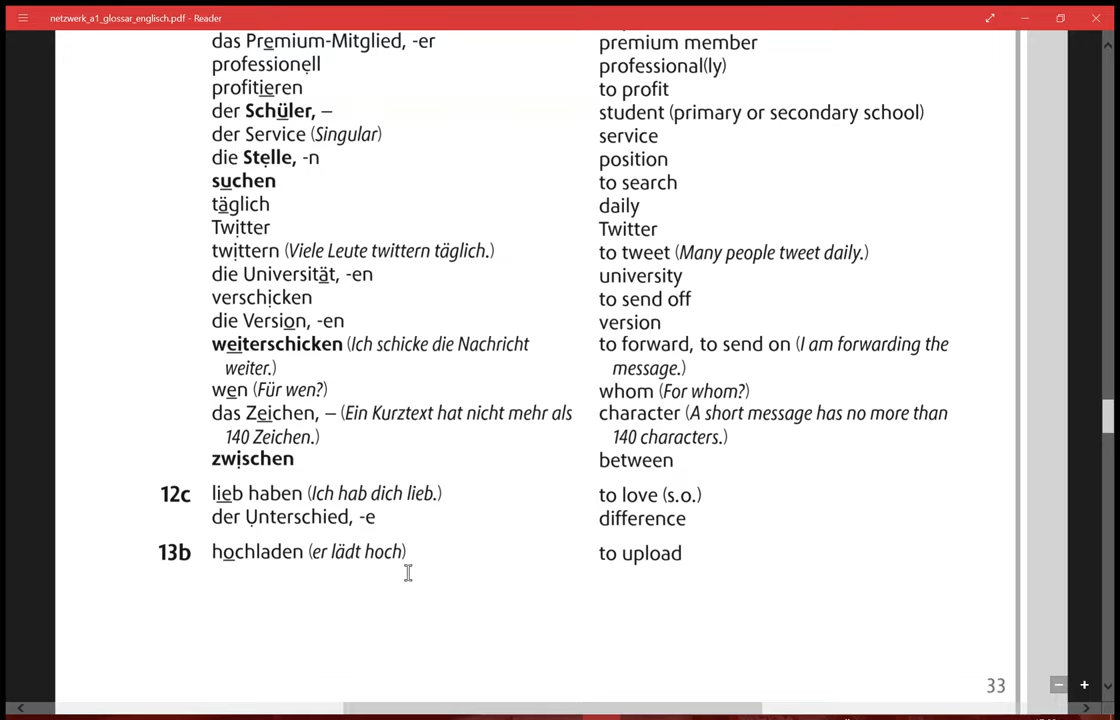 netzwerk_a1_glossar_englisch.pdf - Reader
das Premium-Mitglied, -er premium member
professionell professional(ly)
profitieren to profit
der Schüler, – student (primary or secondary school)
der Service (Singular) service
die Stelle, -n position
suchen to search
täglich daily
Twitter Twitter
twittern (Viele Leute twittern täglich.) to tweet (Many people tweet daily.)
die Universität, -en university
verschicken to send off
die Version, -en version
weiterschicken (Ich schicke die Nachricht to forward, to send on (I am forwarding the
weiter.) message.)
wen (Für wen?) whom (For whom?)
das Zeichen, – (Ein Kurztext hat nicht mehr als character (A short message has no more than
140 Zeichen.) 140 characters.)
zwischen between
12c lieb haben (Ich hab dich lieb.) to love (s.o.)
der Unterschied, -e difference
13b hochladen (er lädt hoch) to upload
33